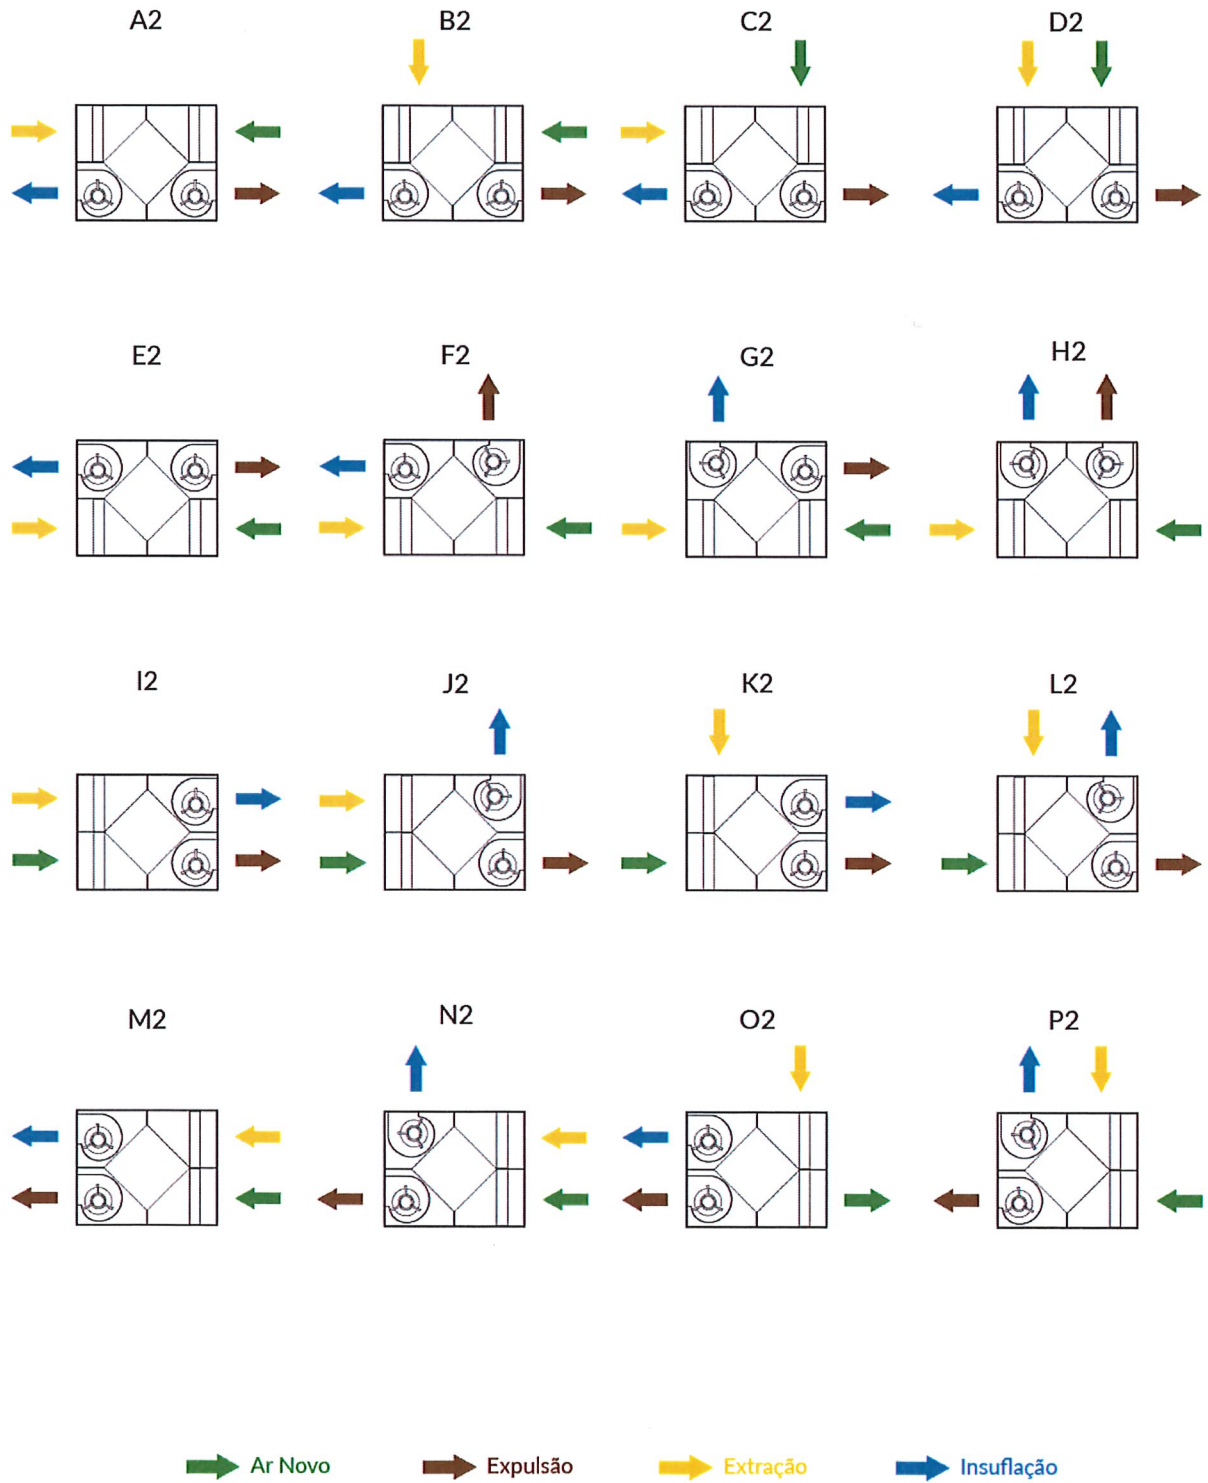 A2 B2 C2 D2
E2 F2 G2 H2
I2 J2 K2 L2
M2 N2 O2 P2
Ar Novo Expulsão Extração Insuflação